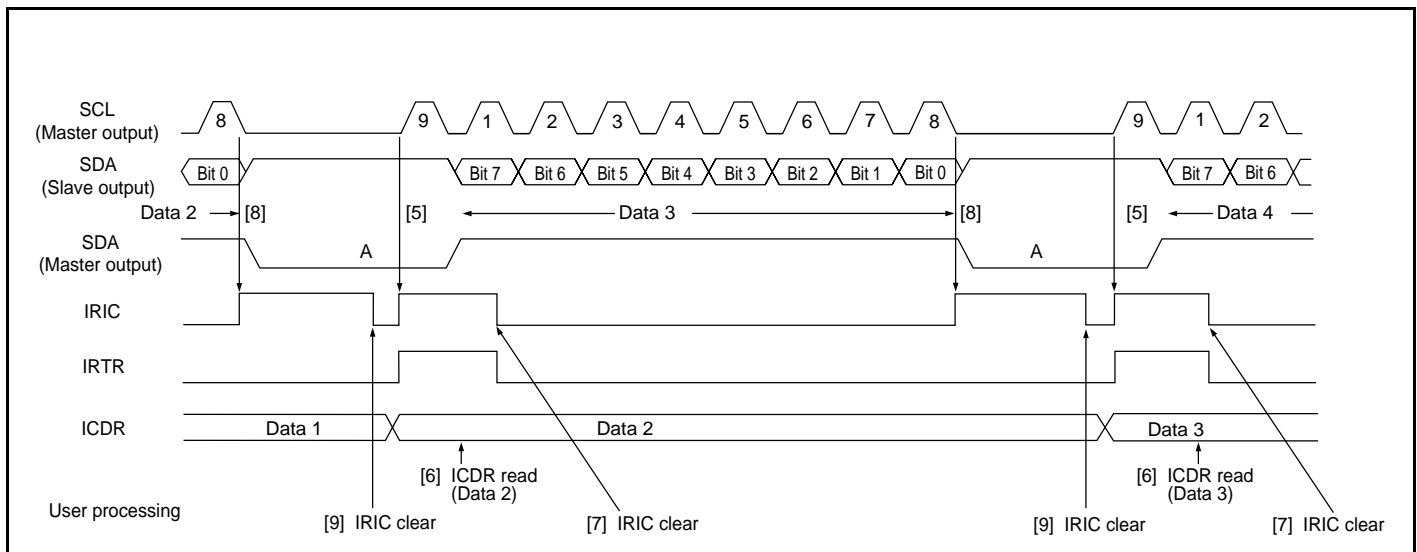 SCL
(Master output)
8 9 1 2 3 4 5 6 7 8 9 1 2
SDA
(Slave output)
Bit 0 Bit 7 Bit 6 Bit 5 Bit 4 Bit 3 Bit 2 Bit 1 Bit 0 Bit 7 Bit 6
Data 2 [8] [5] Data 3 [8] [5] Data 4
SDA
(Master output)
A A
IRIC
IRTR
ICDR
Data 1 Data 2 Data 3
[6] ICDR read
(Data 2)
[6] ICDR read
(Data 3)
User processing
[9] IRIC clear [7] IRIC clear [9] IRIC clear [7] IRIC clear